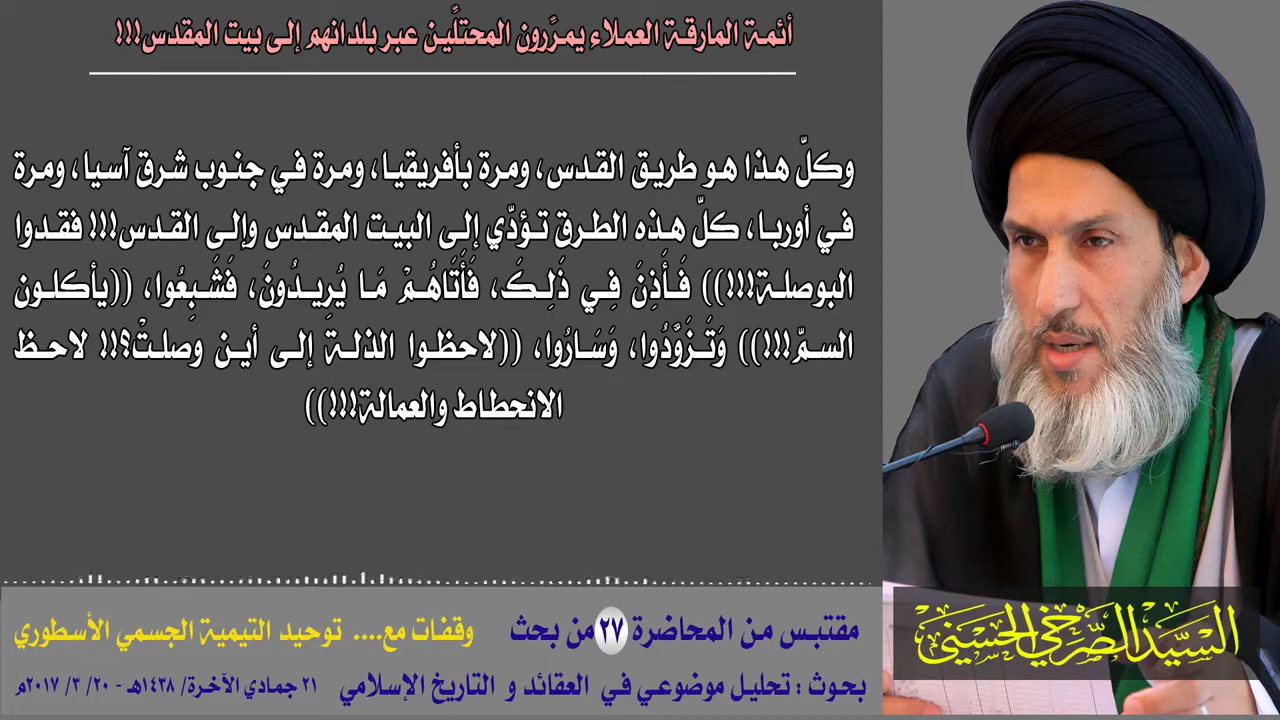 أئمة المارقة العملاء يمرِّرون المحتلِّين عبر بلدانهم إلى بيت المقدس!!!
وكلّ هذا هو طريق القدس، ومرة بأفريقيا، ومرة في جنوب شرق آسيا، ومرة
في أوربا، كلّ هذه الطرق تؤدّي إلى البيت المقدس وإلى القدس!!! فقدوا
البوصلة!!!)) فَأَذِنَ فِي ذَلِكَ، فَأَتَاهُمْ مَا يُرِيدُونَ، فَشَبِعُوا، ((يأكلون
السمّ!!!)) وَتَزَوَّدُوا، وَسَارُوا، ((لاحظوا الذلة إلى أين وصلتْ؟!! لاحظ
الانحطاط والعمالة!!!))
مقتبس من المحاضرة ٢٧ من بحث وقفات مع.... توحيد التيمية الجسمي الأسطوري
بحوث : تحليل موضوعي في العقائد و التاريخ الإسلامي ٢١ جمادي الآخرة/ ١٤٣٨هـ - ٢٠/ ٣/ ٢٠١٧م
السيد الصرخي الحسني